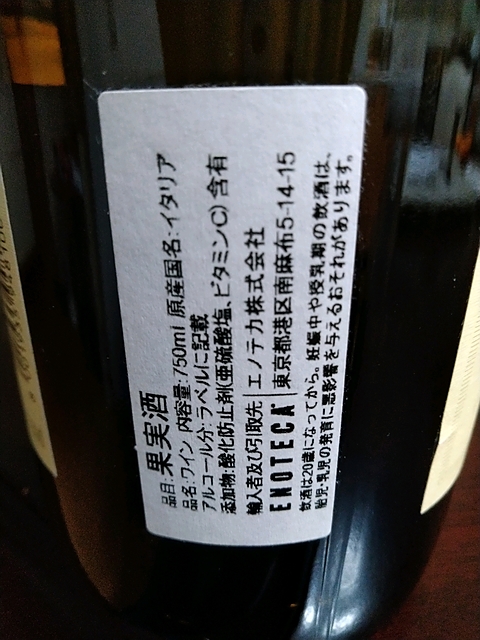 品目:果実酒
品名:ワイン 内容量:750ml 原産国名:イタリア
アルコール分:ラベルに記載
添加物:酸化防止剤(亜硫酸塩、ビタミンC)含有
輸入者及び引取先 エノテカ株式会社
ENOTECA 東京都港区南麻布5-14-15
飲酒は20歳になってから。妊娠中や授乳期の飲酒は、
胎児・乳児の発育に悪影響を与えるおそれがあります。